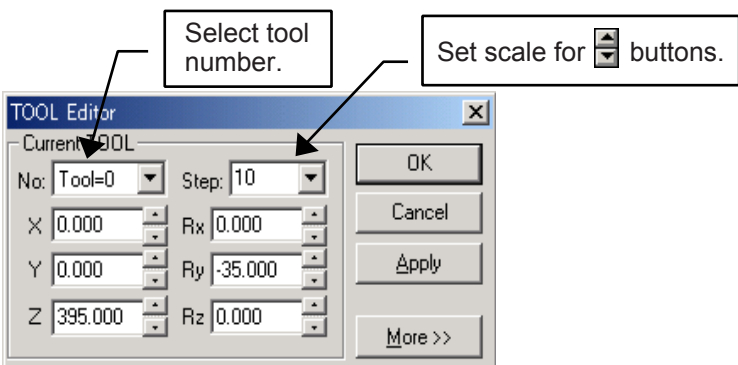 Select tool
number.
Set scale for buttons.
TOOL Editor
Current TOOL
No: Tool=0 Step: 10
X 0.000 Rx 0.000
Y 0.000 Ry -35.000
Z 395.000 Rz 0.000
OK
Cancel
Apply
More >>